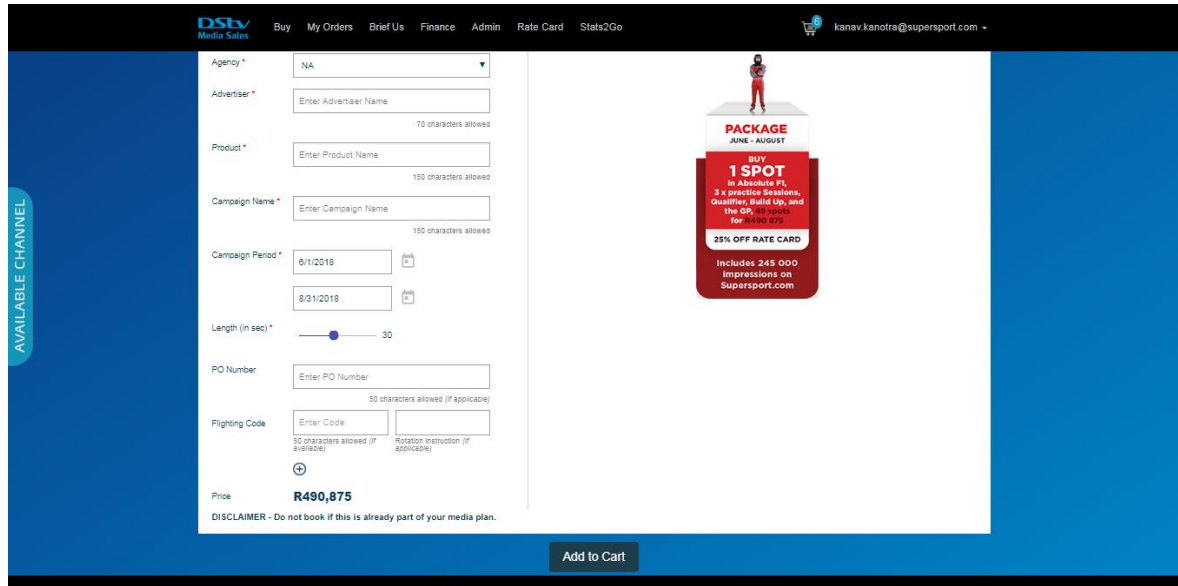 DStv
Media Sales
Buy My Orders Brief Us Finance Admin Rate Card Stats2Go
6
kanav.kanotra@supersport.com
AVAILABLE CHANNEL
Agency *
NA
Advertiser *
Enter Advertiser Name
70 characters allowed
Product *
Enter Product Name
150 characters allowed
Campaign Name *
Enter Campaign Name
150 characters allowed
Campaign Period *
6/1/2018
8/31/2018
Length (in sec) *
30
PO Number
Enter PO Number
50 characters allowed (if applicable)
Flighting Code
Enter Code
50 characters allowed (if
available)
Rotation Instruction (if
applicable)
Price
R490,875
DISCLAIMER - Do not book if this is already part of your media plan.
PACKAGE
JUNE - AUGUST
BUY
1 SPOT
in Absolute F1,
3 x practice Sessions,
Qualifier, Build Up, and
the GP, 49 spots
for R490 875
25% OFF RATE CARD
Includes 245 000
impressions on
Supersport.com
Add to Cart